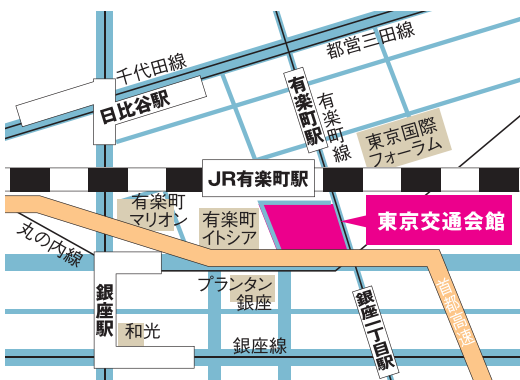 都営三田線
千代田線
日比谷駅
有楽町駅
有楽町線
東京国際
フォーラム
JR有楽町駅
有楽町
マリオン
有楽町
イトシア
東京交通会館
丸の内線
プランタン
銀座
首都高速
銀座駅
和光
銀座一丁目駅
銀座線